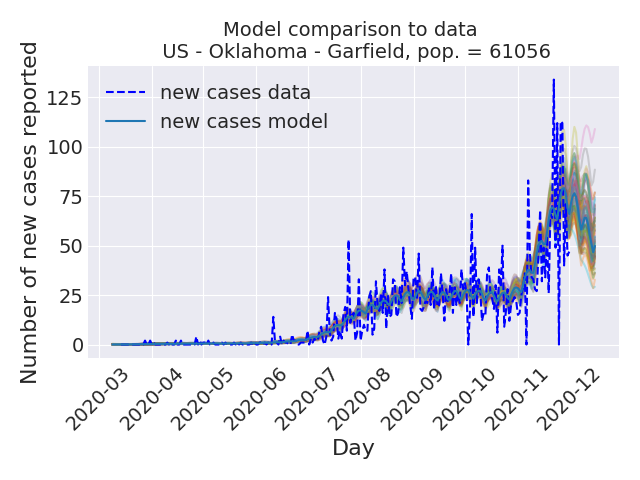 Model comparison to data
US - Oklahoma - Garfield, pop. = 61056
Number of new cases reported
125
100
75
50
25
0
new cases data
new cases model
2020-03
2020-04
2020-05
2020-06
2020-07
2020-08
2020-09
2020-10
2020-11
2020-12
Day